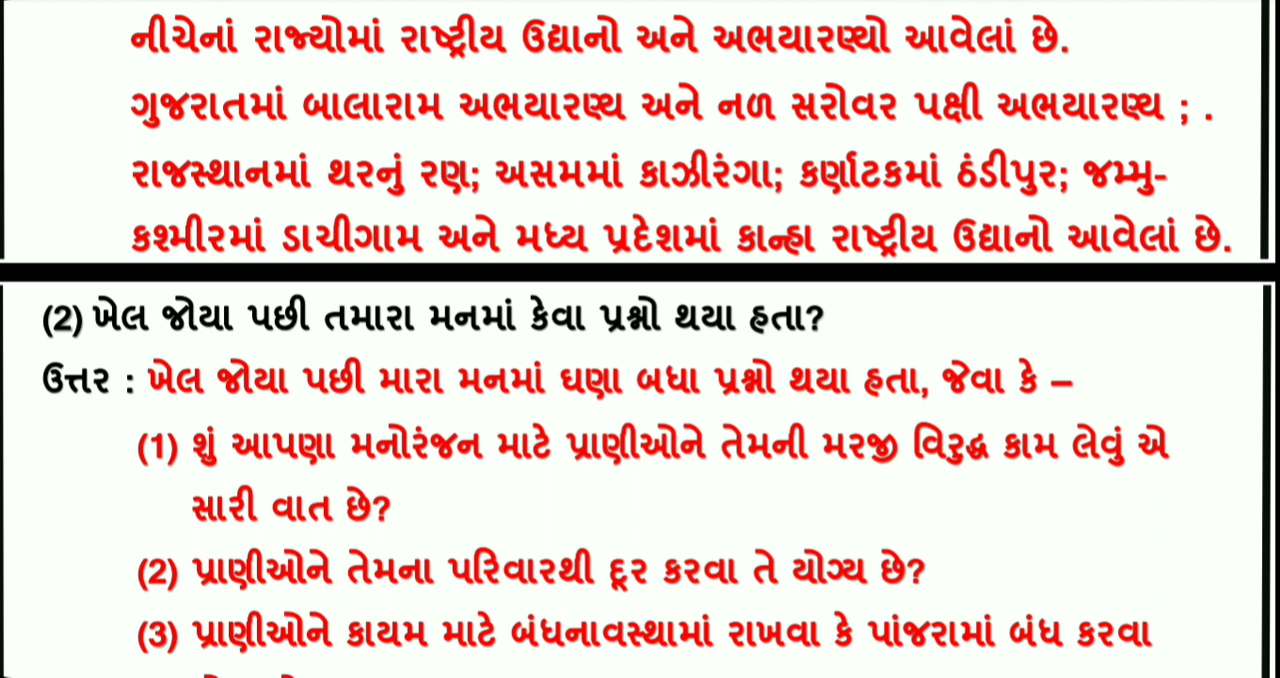 નીચેનાં રાજ્યોમાં રાષ્ટ્રીય ઉદ્યાનો અને અભયારણ્યો આવેલાં છે.
ગુજરાતમાં બાલારામ અભયારણ્ય અને નળ સરોવર પક્ષી અભયારણ્ય ; .
રાજસ્થાનમાં થરનું રણ; અસમમાં કાઝીરંગા; કર્ણાટકમાં ઠંડીપુર; જમ્મુ-
કશ્મીરમાં ડાચીગામ અને મધ્ય પ્રદેશમાં કાન્હા રાષ્ટ્રીય ઉદ્યાનો આવેલાં છે.
(2) ખેલ જોયા પછી તમારા મનમાં કેવા પ્રશ્નો થયા હતા?
ઉત્તર : ખેલ જોયા પછી મારા મનમાં ઘણા બધા પ્રશ્નો થયા હતા, જેવા કે –
(1) શું આપણા મનોરંજન માટે પ્રાણીઓને તેમની મરજી વિરુદ્ધ કામ લેવું એ
સારી વાત છે?
(2) પ્રાણીઓને તેમના પરિવારથી દૂર કરવા તે યોગ્ય છે?
(3) પ્રાણીઓને કાયમ માટે બંધનાવસ્થામાં રાખવા કે પાંજરામાં બંધ કરવા